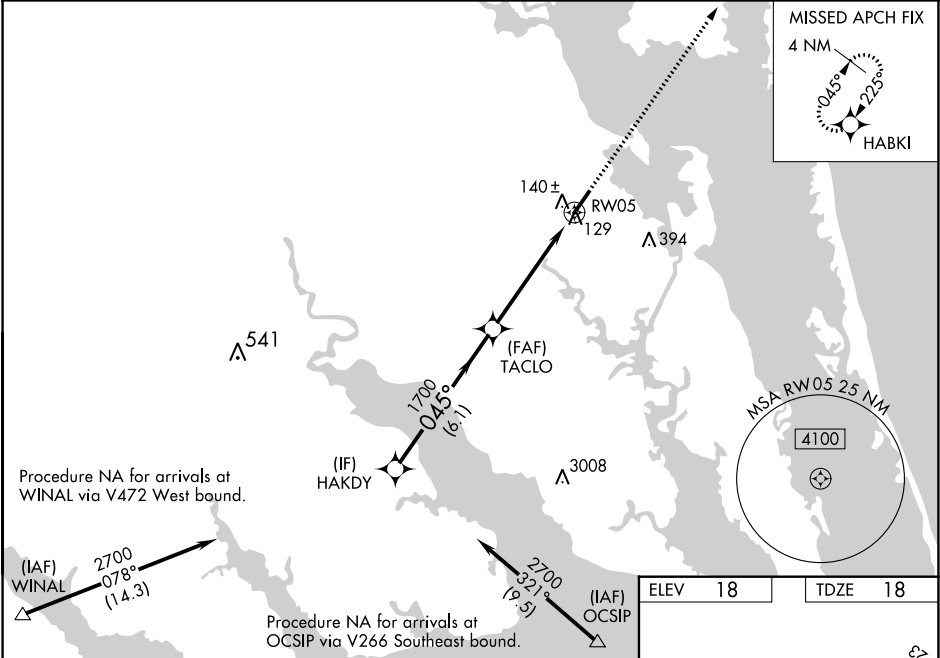 MISSED APCH FIX
4 NM
045°
225°
HABKI
140 ±
RW05
129
394
541
(FAF)
TACLO
1700
045°
(6.1)
MSA RW05 25 NM
4100
(IF)
HAKDY
3008
Procedure NA for arrivals at
WINAL via V472 West bound.
(IAF)
WINAL
2700
078°
(14.3)
2700
321°
(9.5)
(IAF)
OCSIP
Procedure NA for arrivals at
OCSIP via V266 Southeast bound.
ELEV 18
TDZE 18